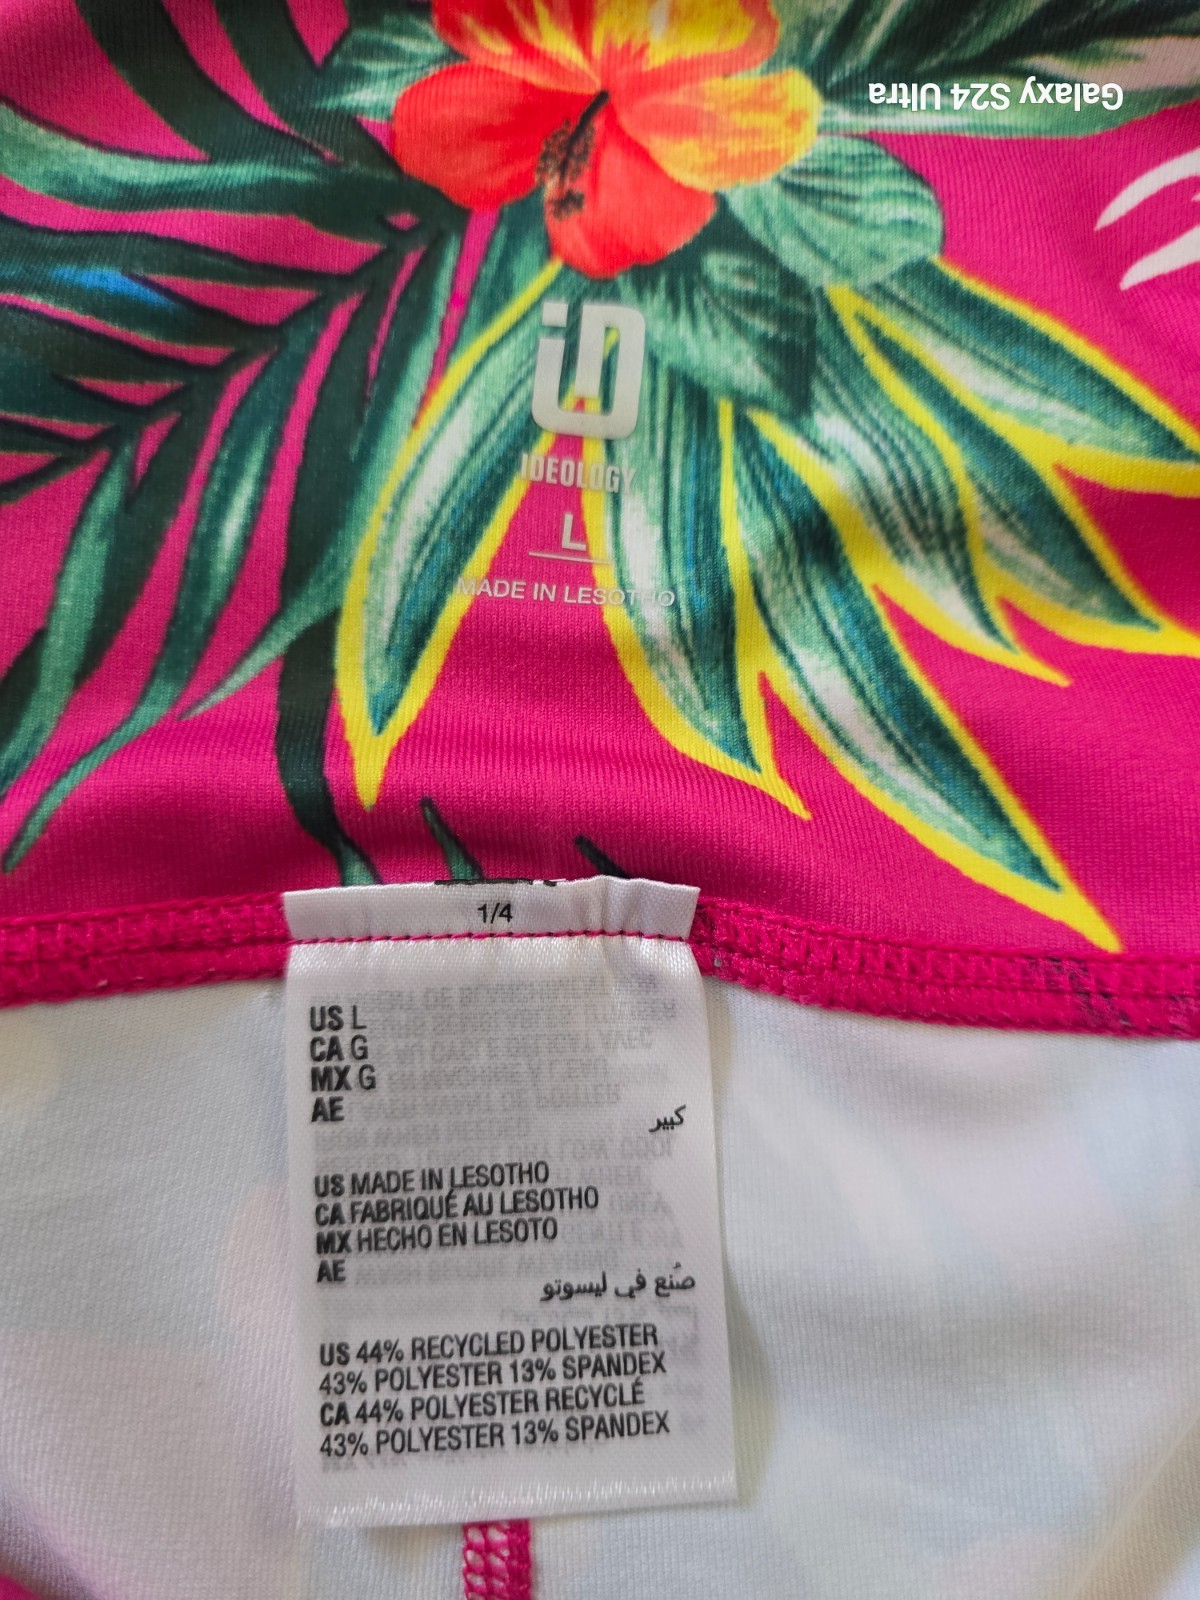 Galaxy S24 Ultra
iD
IDEOLOGY
L
MADE IN LESOTHO
1/4
US L
CA G
MX G
AE
كبير
US MADE IN LESOTHO
CA FABRIQUÉ AU LESOTHO
MX HECHO EN LESOTO
AE
صُنع في ليسوتو
US 44% RECYCLED POLYESTER
43% POLYESTER 13% SPANDEX
CA 44% POLYESTER RECYCLÉ
43% POLYESTER 13% SPANDEX